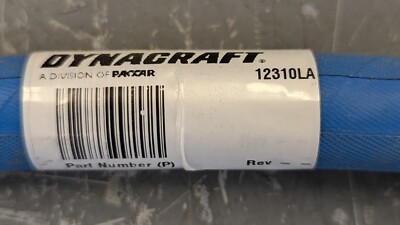 DYNACRAFT®
A DIVISION OF PACCAR 12310LA
Part Number (P) Rev – –